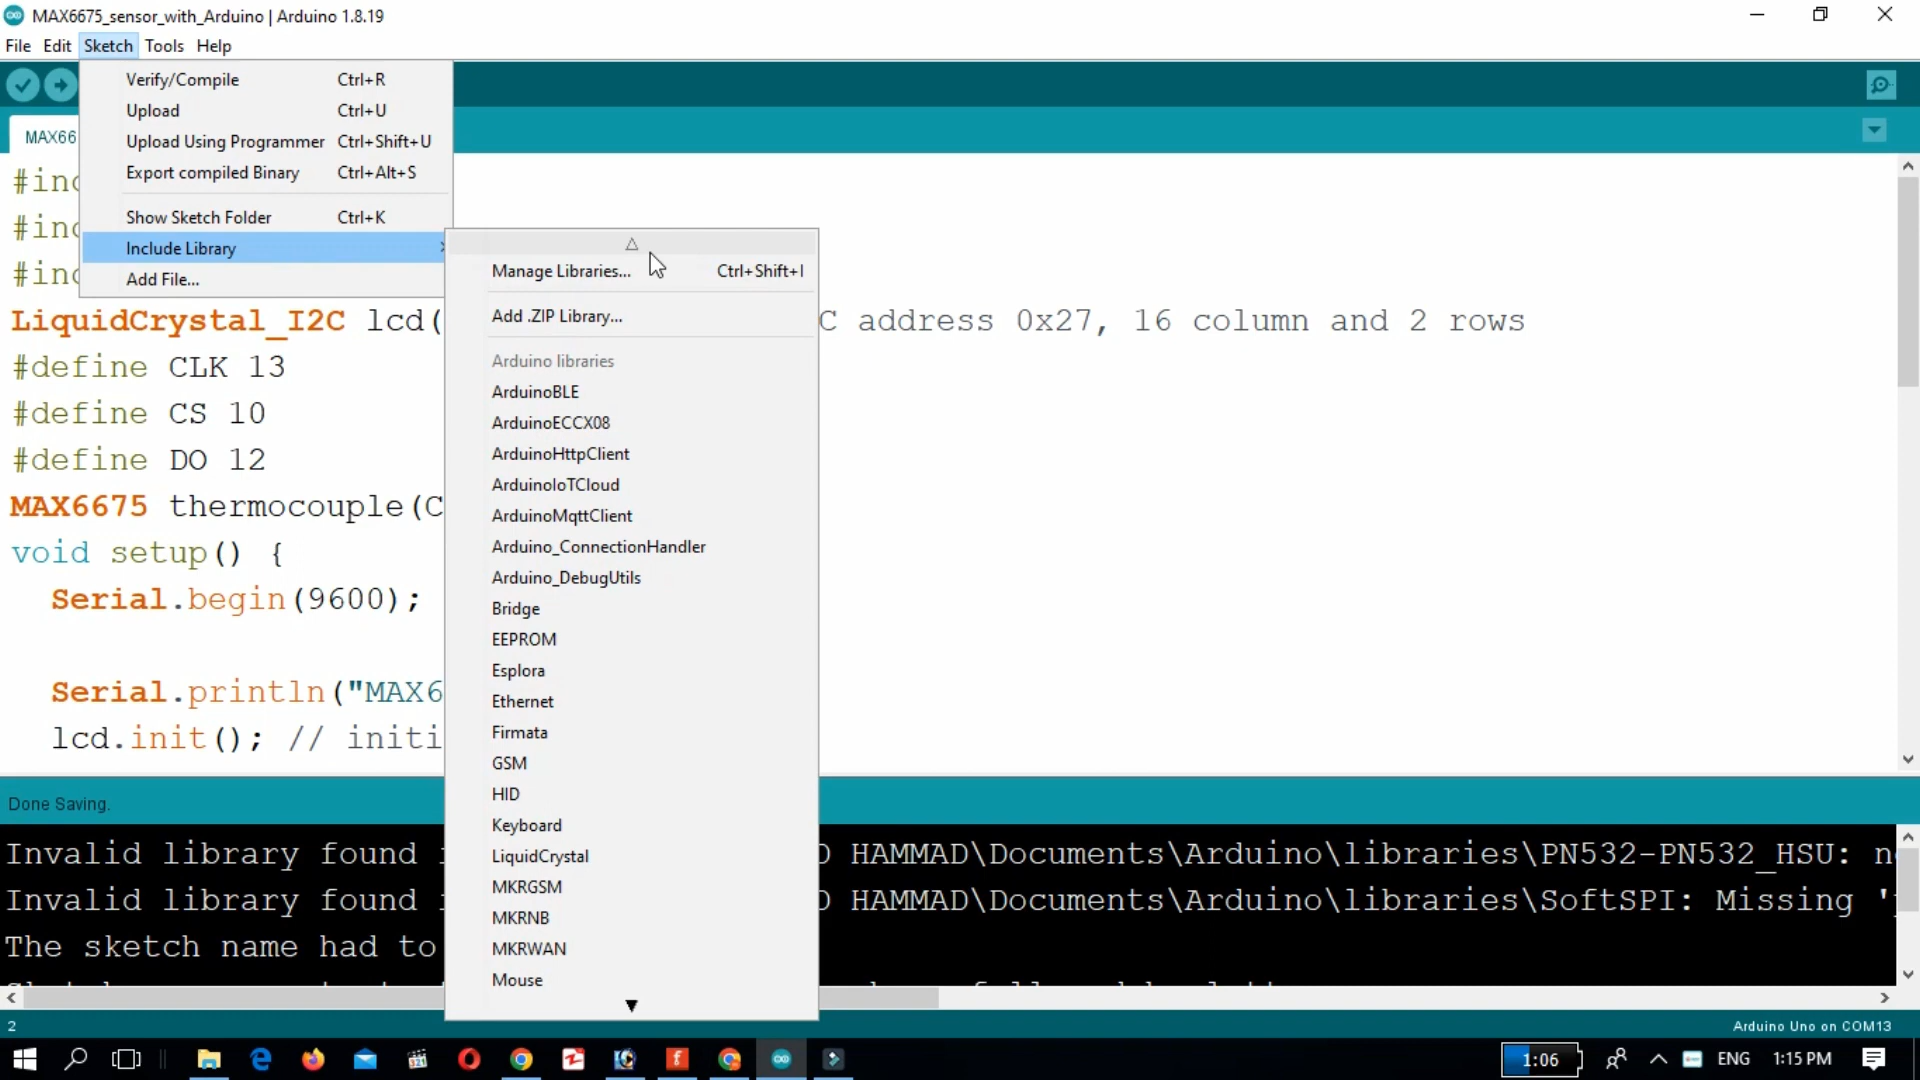 MAX6675_sensor_with_Arduino | Arduino 1.8.19
File Edit Sketch Tools Help
Verify/Compile Ctrl+R
Upload Ctrl+U
Upload Using Programmer Ctrl+Shift+U
Export compiled Binary Ctrl+Alt+S
Show Sketch Folder Ctrl+K
Include Library
Add File...
Manage Libraries... Ctrl+Shift+I
Add .ZIP Library...
Arduino libraries
ArduinoBLE
ArduinoECCX08
ArduinoHttpClient
ArduinoIoTCloud
ArduinoMqttClient
Arduino_ConnectionHandler
Arduino_DebugUtils
Bridge
EEPROM
Esplora
Ethernet
Firmata
GSM
HID
Keyboard
LiquidCrystal
MKRGSM
MKRNB
MKRWAN
Mouse
MAX66
#inc
#inc
#inc
LiquidCrystal_I2C lcd( C address 0x27, 16 column and 2 rows
#define CLK 13
#define CS 10
#define DO 12
MAX6675 thermocouple(C
void setup() {
Serial.begin(9600);
Serial.println("MAX6
lcd.init(); // initi
Done Saving.
Invalid library found HAMMAD\Documents\Arduino\libraries\PN532-PN532_HSU: n
Invalid library found HAMMAD\Documents\Arduino\libraries\SoftSPI: Missing '
The sketch name had to
2 Arduino Uno on COM13
1:06 ENG 1:15 PM